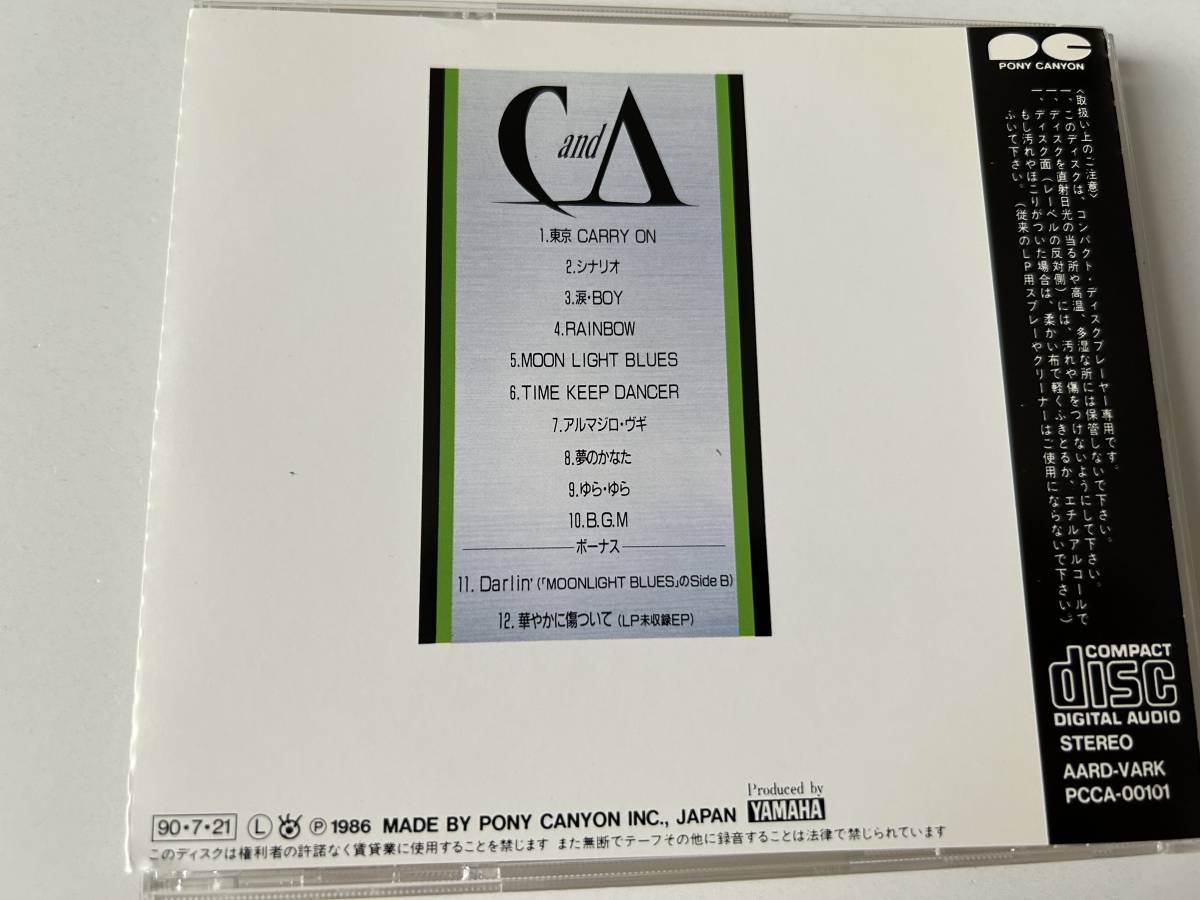 C and A
1.東京 CARRY ON
2.シナリオ
3.涙・BOY
4.RAINBOW
5.MOON LIGHT BLUES
6.TIME KEEP DANCER
7.アルマジロ・ヴギ
8.夢のかなた
9.ゆら・ゆら
10.B.G.M
ボーナス
11. Darlin' (「MOONLIGHT BLUES」のSide B)
12. 華やかに傷ついて (LP未収録EP)
PONY CANYON
〈取扱い上のご注意〉
一、このディスクは、コンパクト・ディスクプレーヤー専用です。
一、ディスクを直射日光の当る所や高温、多湿な所には保管しないで下さい。
一、ディスク面(レーベルの反対側)には、汚れや傷をつけないようにして下さい。
もし汚れやほこりがついた場合は、柔かい布で軽くふきとるか、エチルアルコールで
ふいて下さい。(従来のLP用スプレーやクリーナーはご使用にならないで下さい。)
COMPACT
disc
DIGITAL AUDIO
STEREO
AARD-VARK
PCCA-00101
Produced by
YAMAHA
90・7・21 Ⓛ ℗ 1986 MADE BY PONY CANYON INC., JAPAN
このディスクは権利者の許諾なく賃貸業に使用することを禁じます また無断でテープその他に録音することは法律で禁じられています